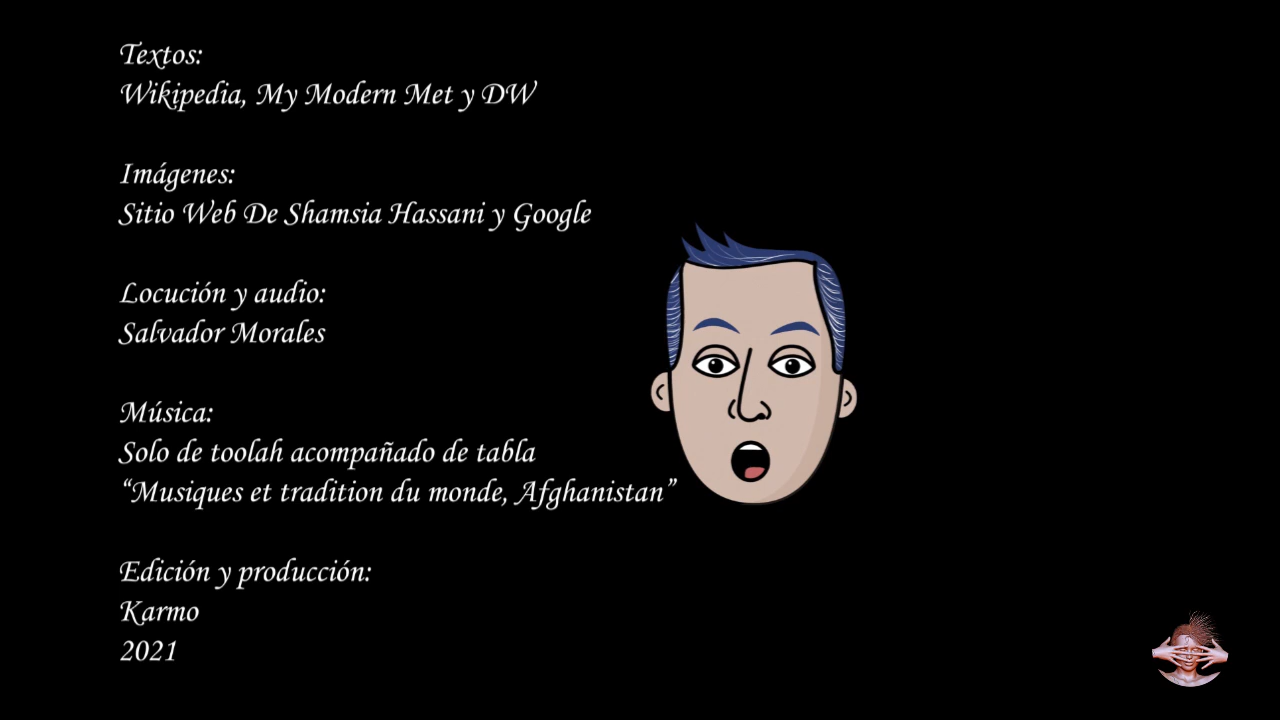 Textos:
Wikipedia, My Modern Met y DW
Imágenes:
Sitio Web De Shamsia Hassani y Google
Locución y audio:
Salvador Morales
Música:
Solo de toolah acompañado de tabla
“Musiques et tradition du monde, Afghanistan”
Edición y producción:
Karmo
2021